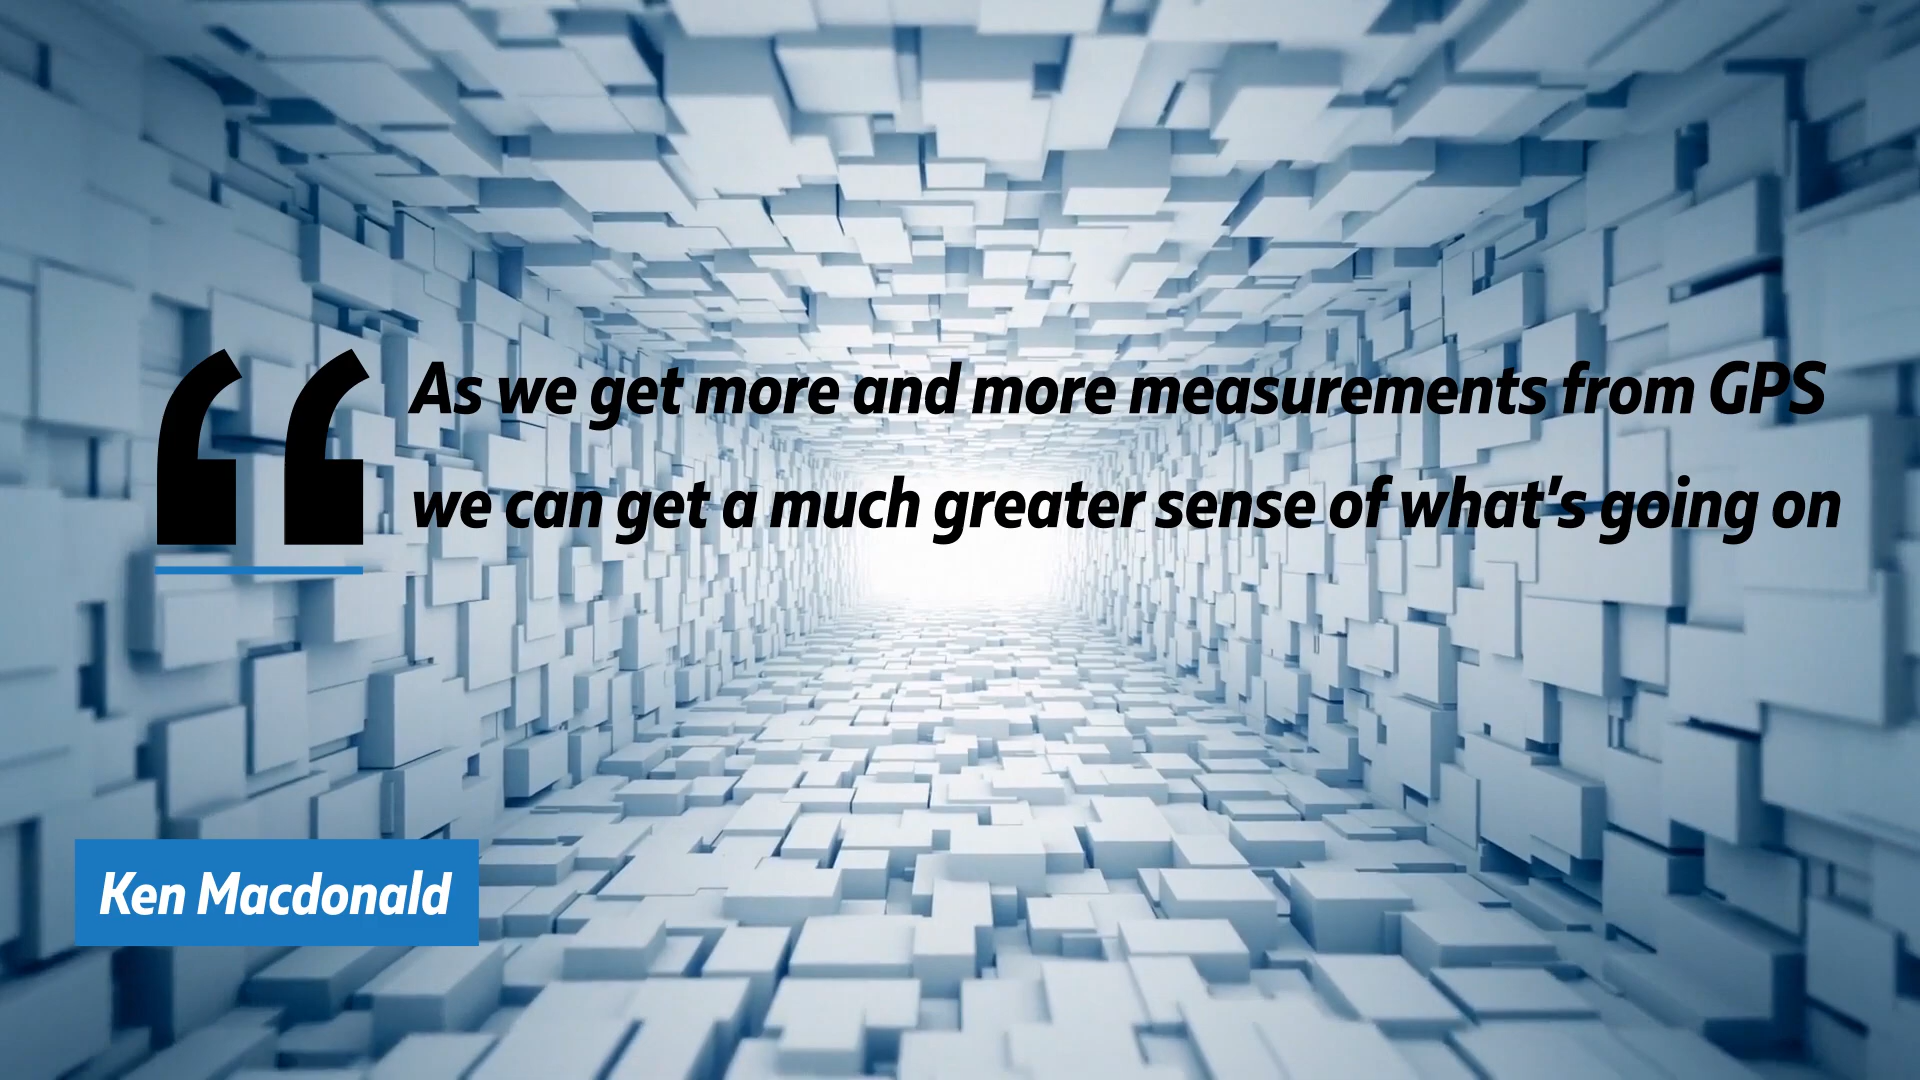 “
As we get more and more measurements from GPS
we can get a much greater sense of what's going on
Ken Macdonald